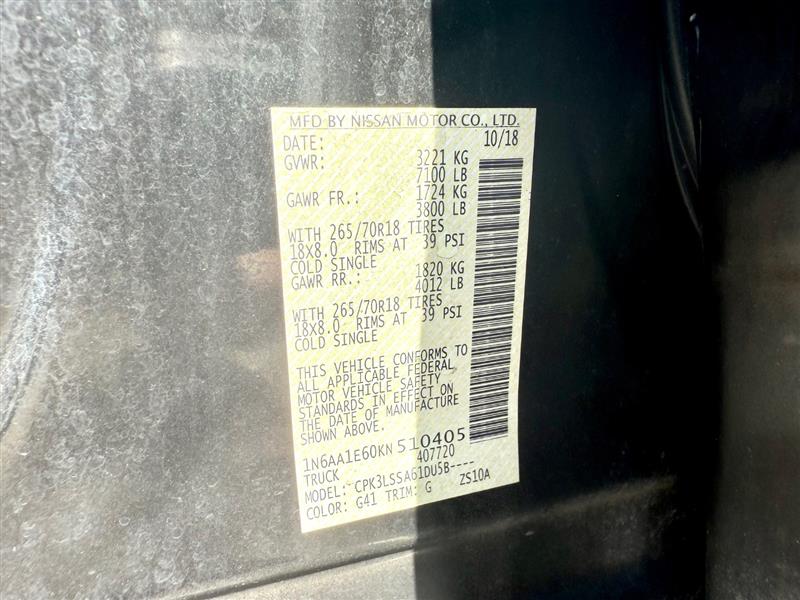 MFD BY NISSAN MOTOR CO., LTD.
DATE: 10/18
GVWR: 3221 KG
7100 LB
GAWR FR.: 1724 KG
3800 LB
WITH 265/70R18 TIRES
18X8.0 RIMS AT 39 PSI
COLD SINGLE
GAWR RR.: 1820 KG
4012 LB
WITH 265/70R18 TIRES
18X8.0 RIMS AT 39 PSI
COLD SINGLE
THIS VEHICLE CONFORMS TO
ALL APPLICABLE FEDERAL
MOTOR VEHICLE SAFETY
STANDARDS IN EFFECT ON
THE DATE OF MANUFACTURE
SHOWN ABOVE.
1N6AA1E60KN 510405
TRUCK 407720
MODEL: CPK3LSSA61DU5B----
COLOR: G41 TRIM: G ZS10A